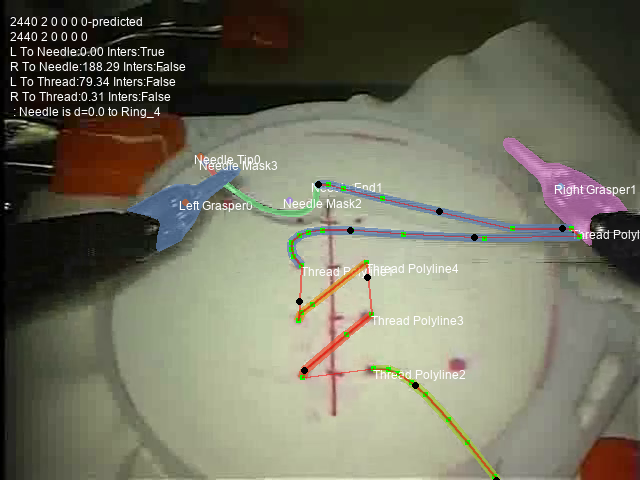 2440 2 0 0 0 0-predicted
2440 2 0 0 0 0
L To Needle:0.00 Inters:True
R To Needle:188.29 Inters:False
L To Thread:79.34 Inters:False
R To Thread:0.31 Inters:False
: Needle is d=0.0 to Ring_4
Needle Tip0
Needle Mask3
End1
Right Grasper1
Left Grasper0
Needle Mask2
Thread
Thread Polyline4
Thread Polyline3
Thread Polyline2